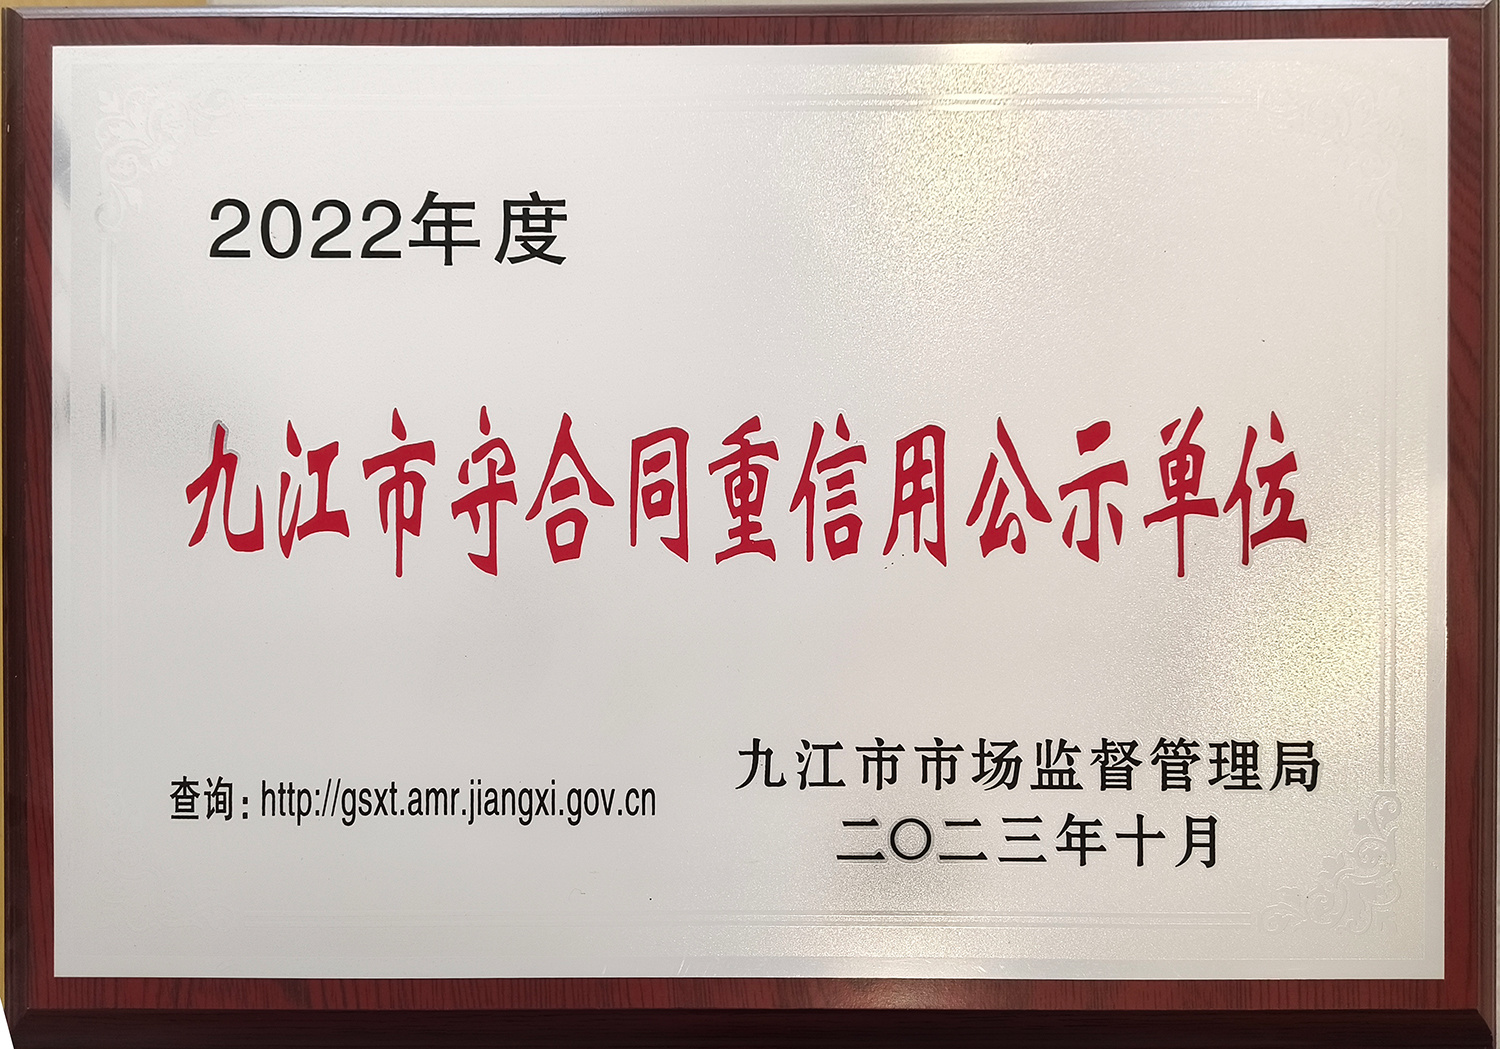 2022年度
九江市守合同重信用公示单位
九江市市场监督管理局
查询：http://gsxt.amr.jiangxi.gov.cn
二〇二三年十月